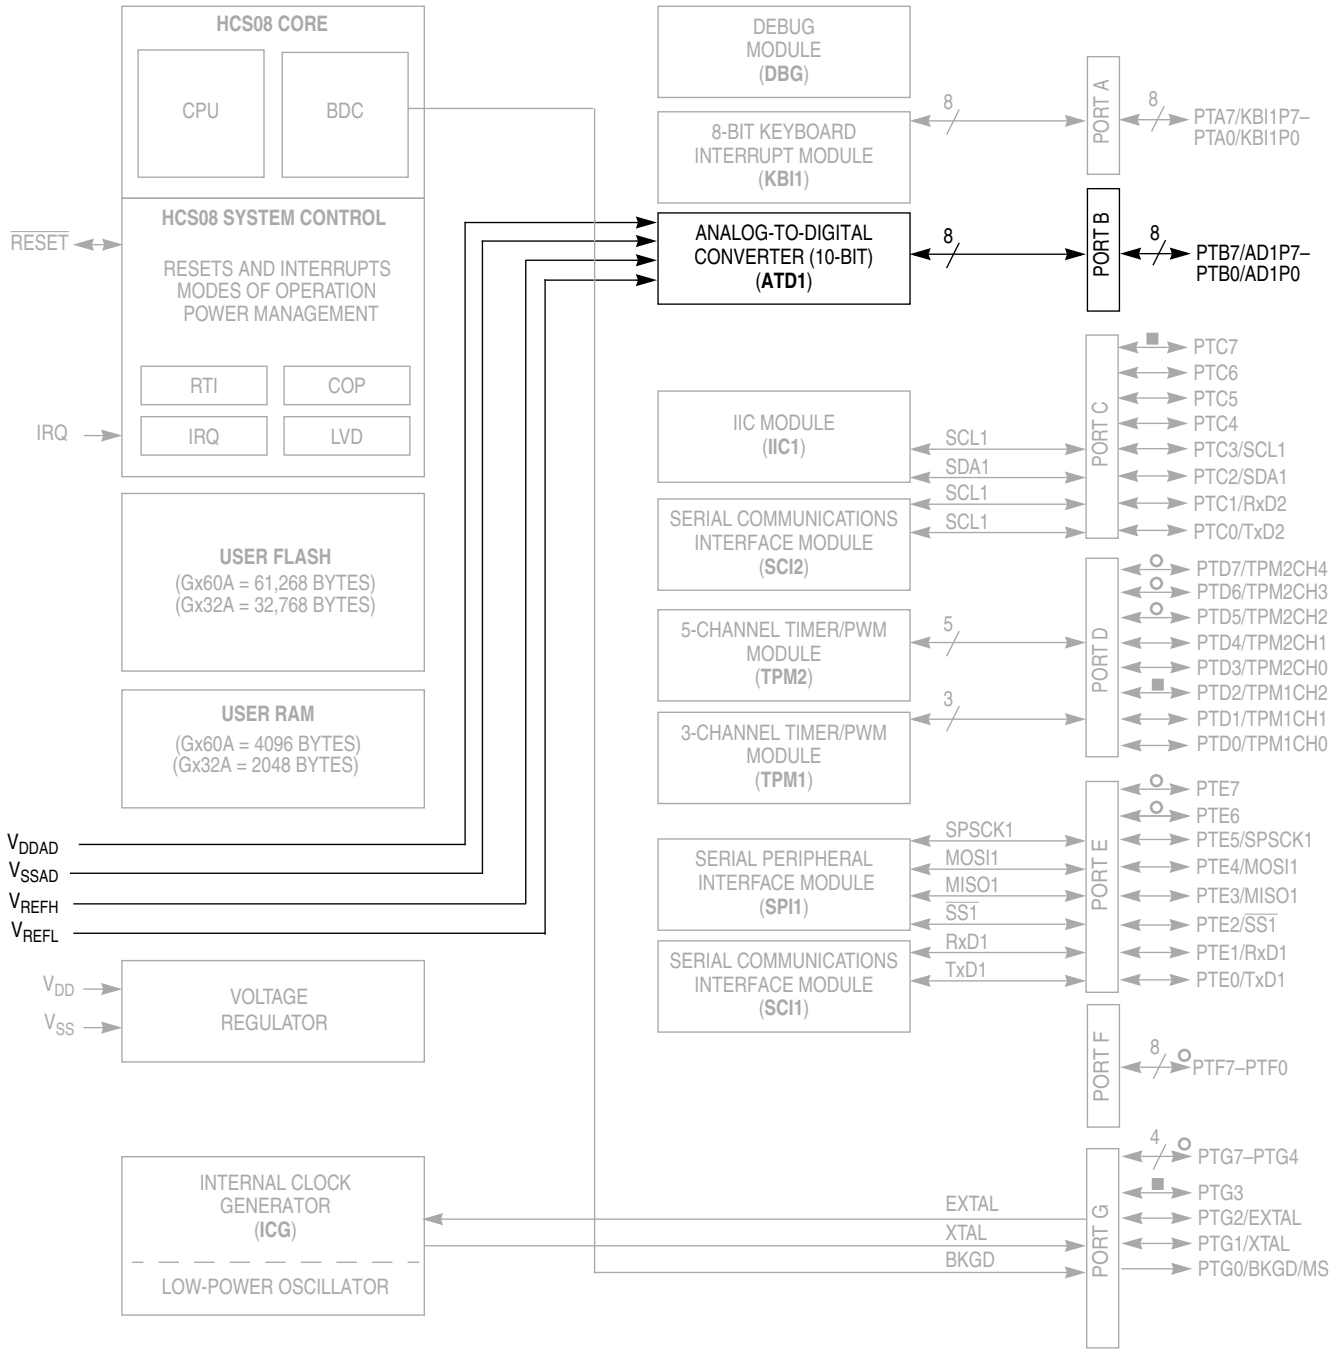 HCS08 CORE
CPU
BDC
HCS08 SYSTEM CONTROL
RESETS AND INTERRUPTS
MODES OF OPERATION
POWER MANAGEMENT
RTI
COP
IRQ
LVD
RESET
IRQ
USER FLASH
(Gx60A = 61,268 BYTES)
(Gx32A = 32,768 BYTES)
USER RAM
(Gx60A = 4096 BYTES)
(Gx32A = 2048 BYTES)
VDDAD
VSSAD
VREFH
VREFL
VDD
VSS
VOLTAGE
REGULATOR
INTERNAL CLOCK
GENERATOR
(ICG)
LOW-POWER OSCILLATOR
DEBUG
MODULE
(DBG)
8-BIT KEYBOARD
INTERRUPT MODULE
(KBI1)
8
PORT A
8
PTA7/KBI1P7–
PTA0/KBI1P0
ANALOG-TO-DIGITAL
CONVERTER (10-BIT)
(ATD1)
8
PORT B
8
PTB7/AD1P7–
PTB0/AD1P0
IIC MODULE
(IIC1)
SCL1
SDA1
SERIAL COMMUNICATIONS
INTERFACE MODULE
(SCI2)
SCL1
SCL1
PORT C
PTC7
PTC6
PTC5
PTC4
PTC3/SCL1
PTC2/SDA1
PTC1/RxD2
PTC0/TxD2
5-CHANNEL TIMER/PWM
MODULE
(TPM2)
5
3-CHANNEL TIMER/PWM
MODULE
(TPM1)
3
PORT D
PTD7/TPM2CH4
PTD6/TPM2CH3
PTD5/TPM2CH2
PTD4/TPM2CH1
PTD3/TPM2CH0
PTD2/TPM1CH2
PTD1/TPM1CH1
PTD0/TPM1CH0
SERIAL PERIPHERAL
INTERFACE MODULE
(SPI1)
SPSCK1
MOSI1
MISO1
SS1
SERIAL COMMUNICATIONS
INTERFACE MODULE
(SCI1)
RxD1
TxD1
PORT E
PTE7
PTE6
PTE5/SPSCK1
PTE4/MOSI1
PTE3/MISO1
PTE2/SS1
PTE1/RxD1
PTE0/TxD1
PORT F
8
PTF7–PTF0
EXTAL
XTAL
BKGD
PORT G
4
PTG7–PTG4
PTG3
PTG2/EXTAL
PTG1/XTAL
PTG0/BKGD/MS